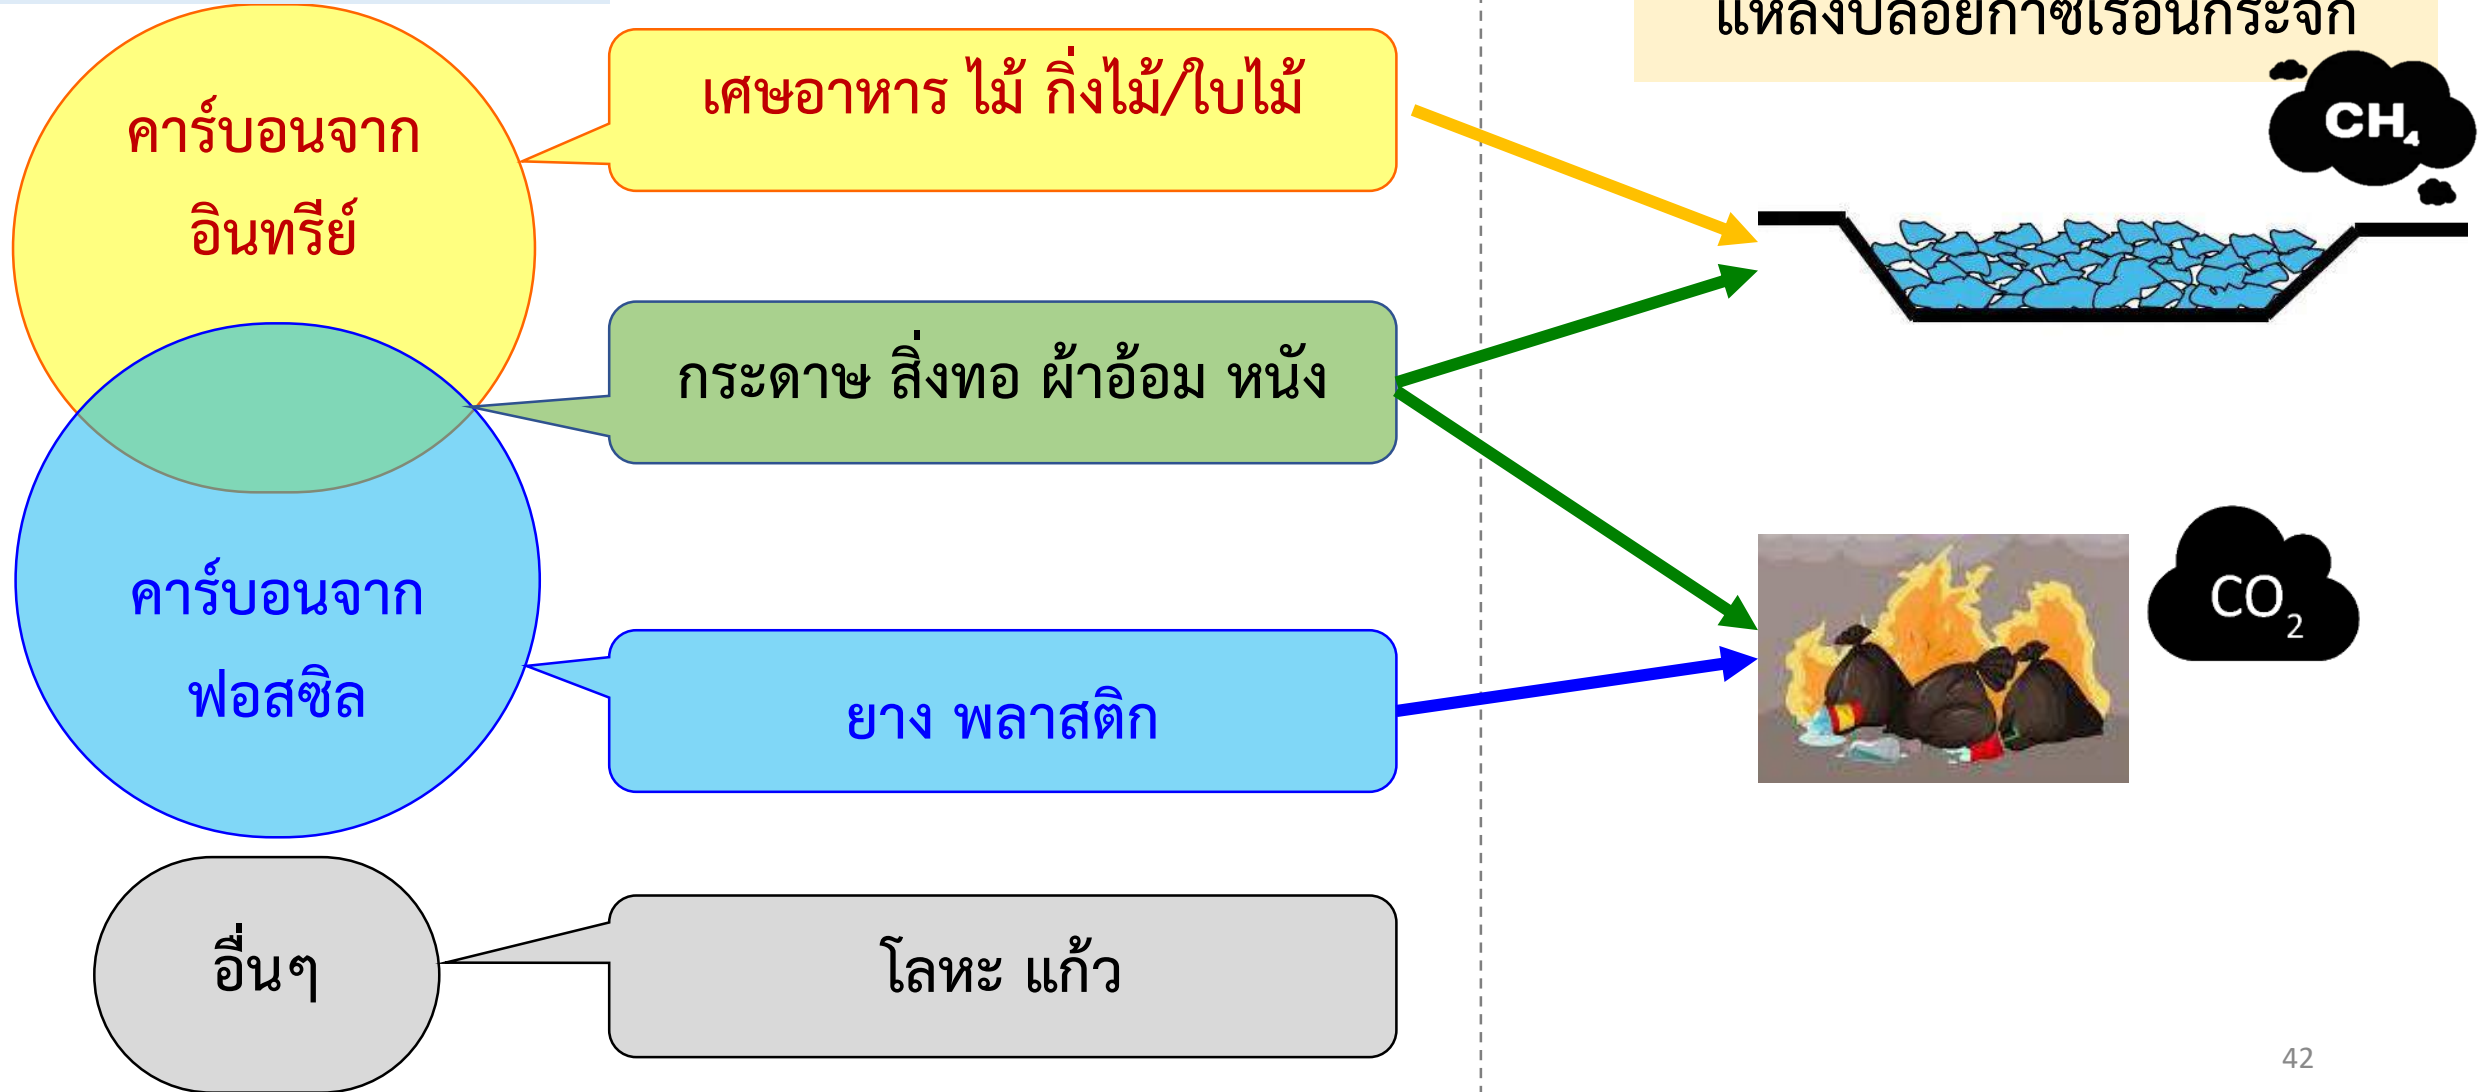 แหล่งปล่อยก๊าซเรือนกระจก
คาร์บอนจาก
อินทรีย์
เศษอาหาร ไม้ กิ่งไม้/ใบไม้
CH4
กระดาษ สิ่งทอ ผ้าอ้อม หนัง
คาร์บอนจาก
ฟอสซิล
ยาง พลาสติก
CO2
อื่นๆ
โลหะ แก้ว
42